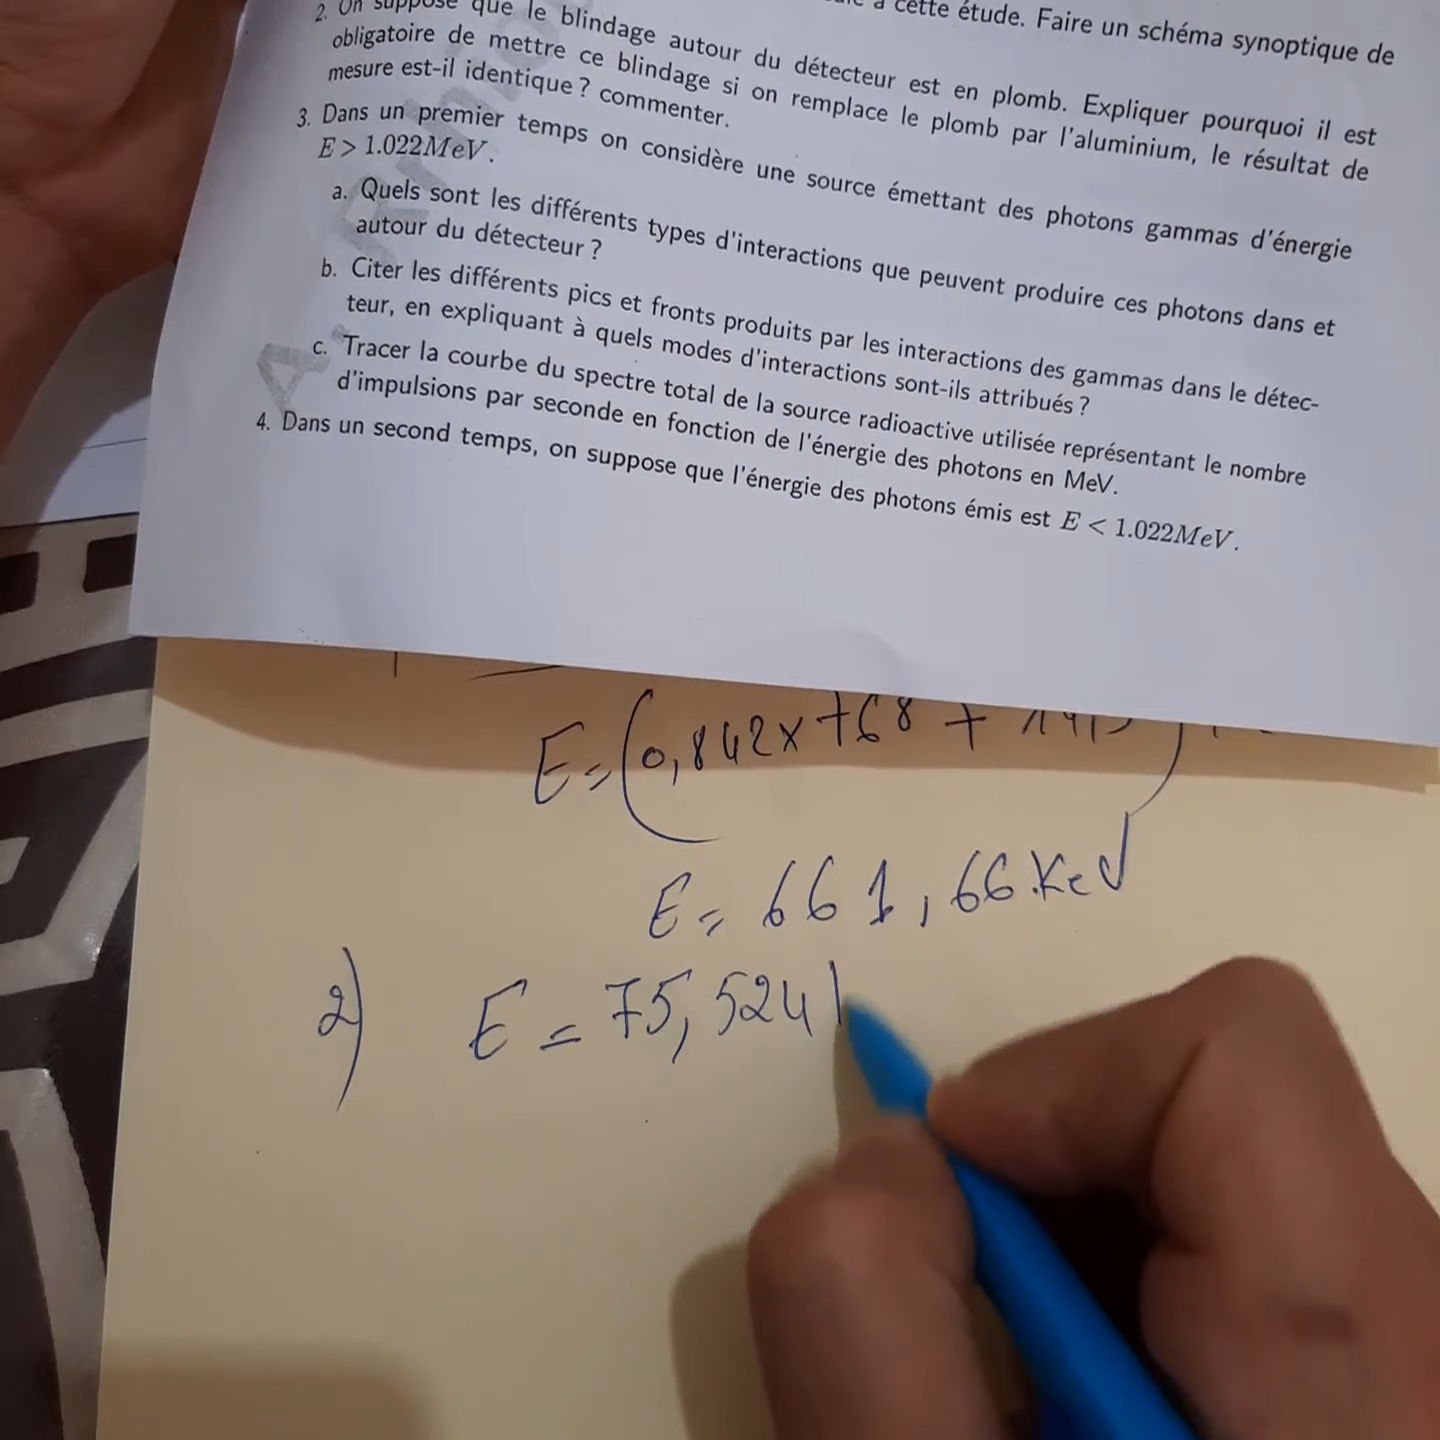 à cette étude. Faire un schéma synoptique de
2. On suppose que le blindage autour du détecteur est en plomb. Expliquer pourquoi il est
obligatoire de mettre ce blindage si on remplace le plomb par l'aluminium, le résultat de
mesure est-il identique ? commenter.
3. Dans un premier temps on considère une source émettant des photons gammas d'énergie
E > 1.022MeV.
a. Quels sont les différents types d'interactions que peuvent produire ces photons dans et
autour du détecteur ?
b. Citer les différents pics et fronts produits par les interactions des gammas dans le détec-
teur, en expliquant à quels modes d'interactions sont-ils attribués ?
c. Tracer la courbe du spectre total de la source radioactive utilisée représentant le nombre
d'impulsions par seconde en fonction de l'énergie des photons en MeV.
4. Dans un second temps, on suppose que l'énergie des photons émis est E < 1.022MeV.
E = (0,842 x 768 +
E = 661,66 KeV
2) E = 75,524